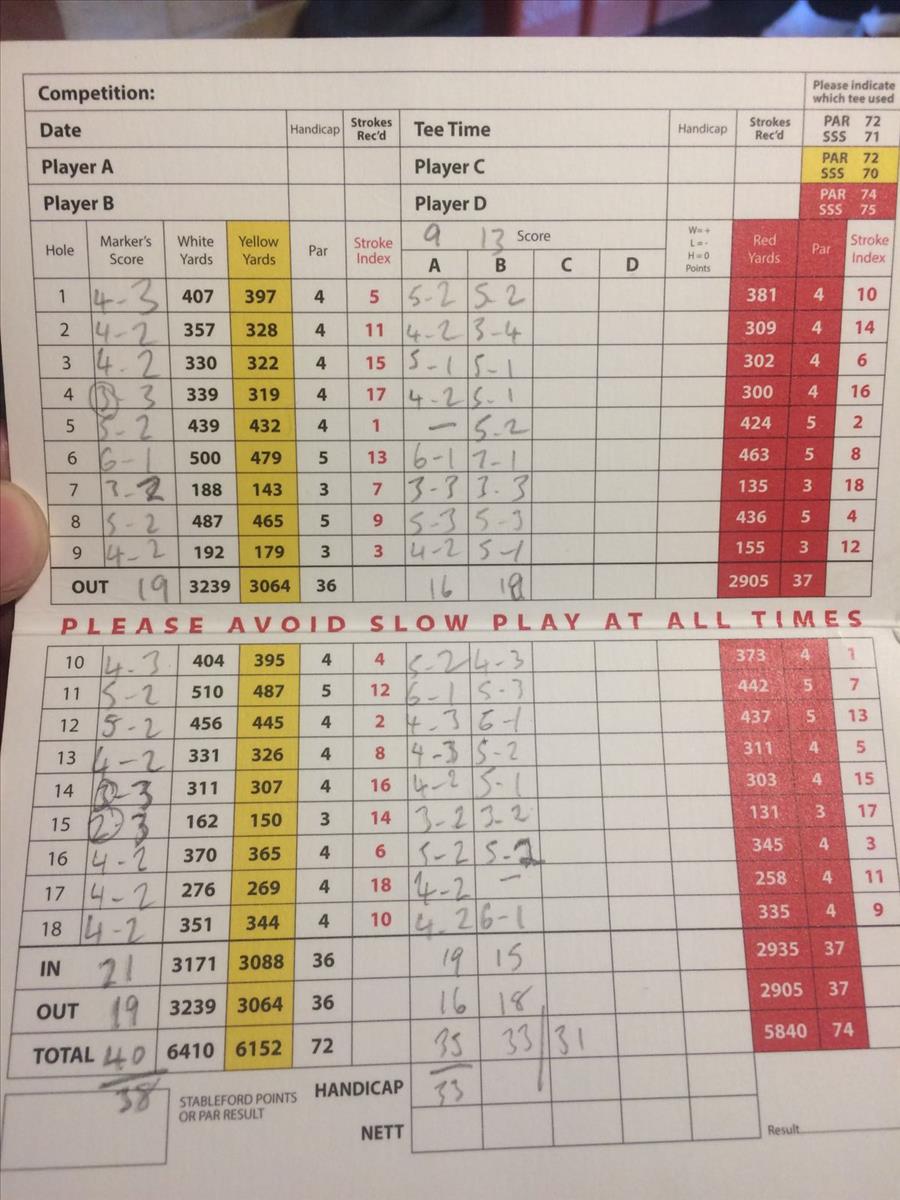 Competition: Please indicate which tee used
Date Handicap Strokes Rec'd Tee Time Handicap Strokes Rec'd PAR 72 SSS 71
Player A Player C PAR 72 SSS 70
Player B Player D PAR 74 SSS 75
Hole Marker's Score White Yards Yellow Yards Par Stroke Index 9 13 Score W=+ L=- H=0 Points Red Yards Par Stroke Index
A B C D
1 4-3 407 397 4 5 5-2 5-2 381 4 10
2 4-2 357 328 4 11 4-2 3-4 309 4 14
3 4-2 330 322 4 15 5-1 5-1 302 4 6
4 3-3 339 319 4 17 4-2 5-1 300 4 16
5 5-2 439 432 4 1 — 5-2 424 5 2
6 6-1 500 479 5 13 6-1 7-1 463 5 8
7 3-2 188 143 3 7 3-3 3-3 135 3 18
8 5-2 487 465 5 9 5-3 5-3 436 5 4
9 4-2 192 179 3 3 4-2 5-1 155 3 12
OUT 19 3239 3064 36 16 18 2905 37
PLEASE AVOID SLOW PLAY AT ALL TIMES
10 4-3 404 395 4 4 5-2 4-3 373 4 1
11 5-2 510 487 5 12 6-1 5-3 442 5 7
12 5-2 456 445 4 2 4-3 6-1 437 5 13
13 4-2 331 326 4 8 4-3 5-2 311 4 5
14 3-3 311 307 4 16 4-2 5-1 303 4 15
15 2-3 162 150 3 14 3-2 3-2 131 3 17
16 4-2 370 365 4 6 5-2 5-2 345 4 3
17 4-2 276 269 4 18 4-2 — 258 4 11
18 4-2 351 344 4 10 4-2 6-1 335 4 9
IN 21 3171 3088 36 19 15 2935 37
OUT 19 3239 3064 36 16 18 2905 37
TOTAL 40 6410 6152 72 35 33 31 5840 74
38 STABLEFORD POINTS OR PAR RESULT HANDICAP 33
NETT Result